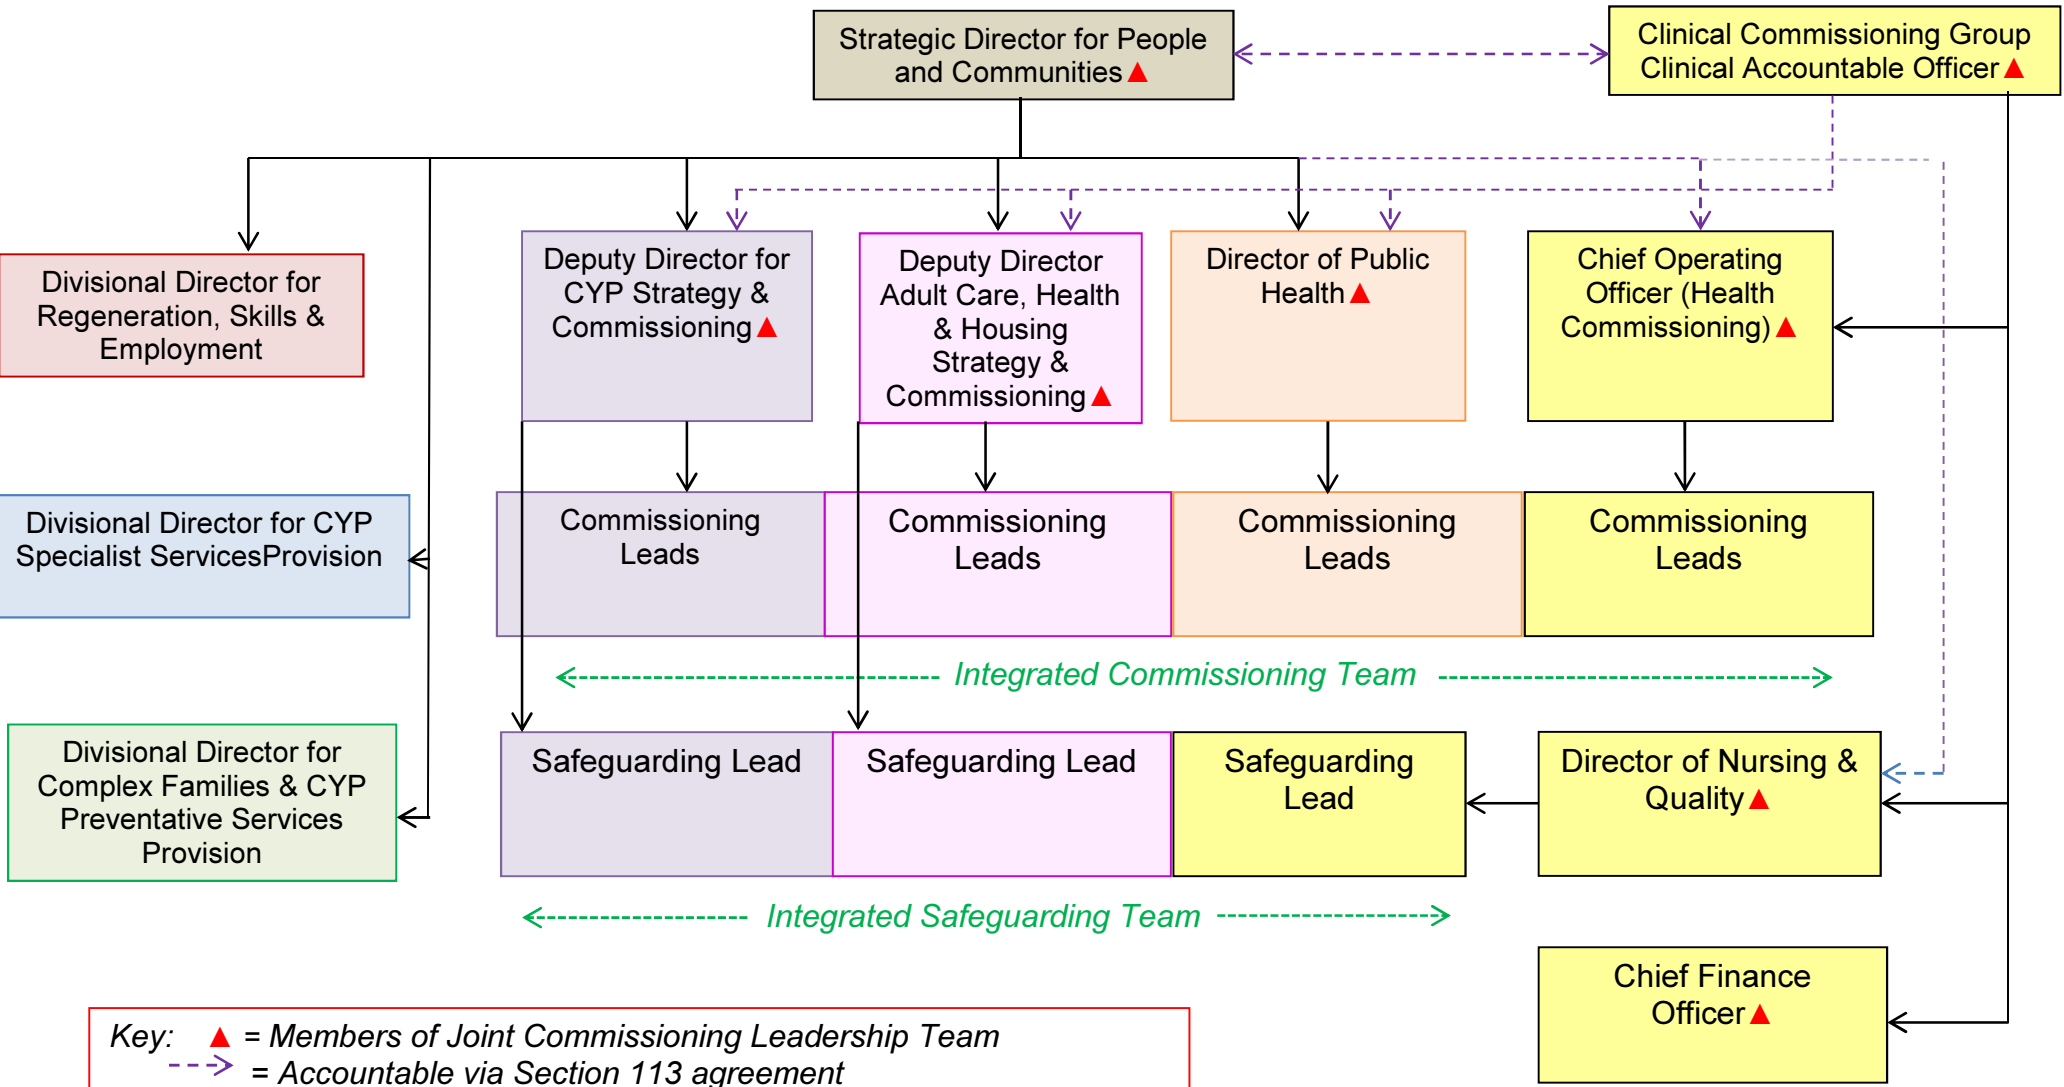 Strategic Director for People
and Communities▲
Clinical Commissioning Group
Clinical Accountable Officer▲
Divisional Director for
Regeneration, Skills &
Employment
Deputy Director for
CYP Strategy &
Commissioning▲
Deputy Director
Adult Care, Health
& Housing
Strategy &
Commissioning▲
Director of Public
Health▲
Chief Operating
Officer (Health
Commissioning)▲
Divisional Director for CYP
Specialist ServicesProvision
Commissioning
Leads
Commissioning
Leads
Commissioning
Leads
Commissioning
Leads
Integrated Commissioning Team
Divisional Director for
Complex Families & CYP
Preventative Services
Provision
Safeguarding Lead
Safeguarding Lead
Safeguarding
Lead
Director of Nursing &
Quality▲
Integrated Safeguarding Team
Chief Finance
Officer▲
Key: ▲ = Members of Joint Commissioning Leadership Team
= Accountable via Section 113 agreement